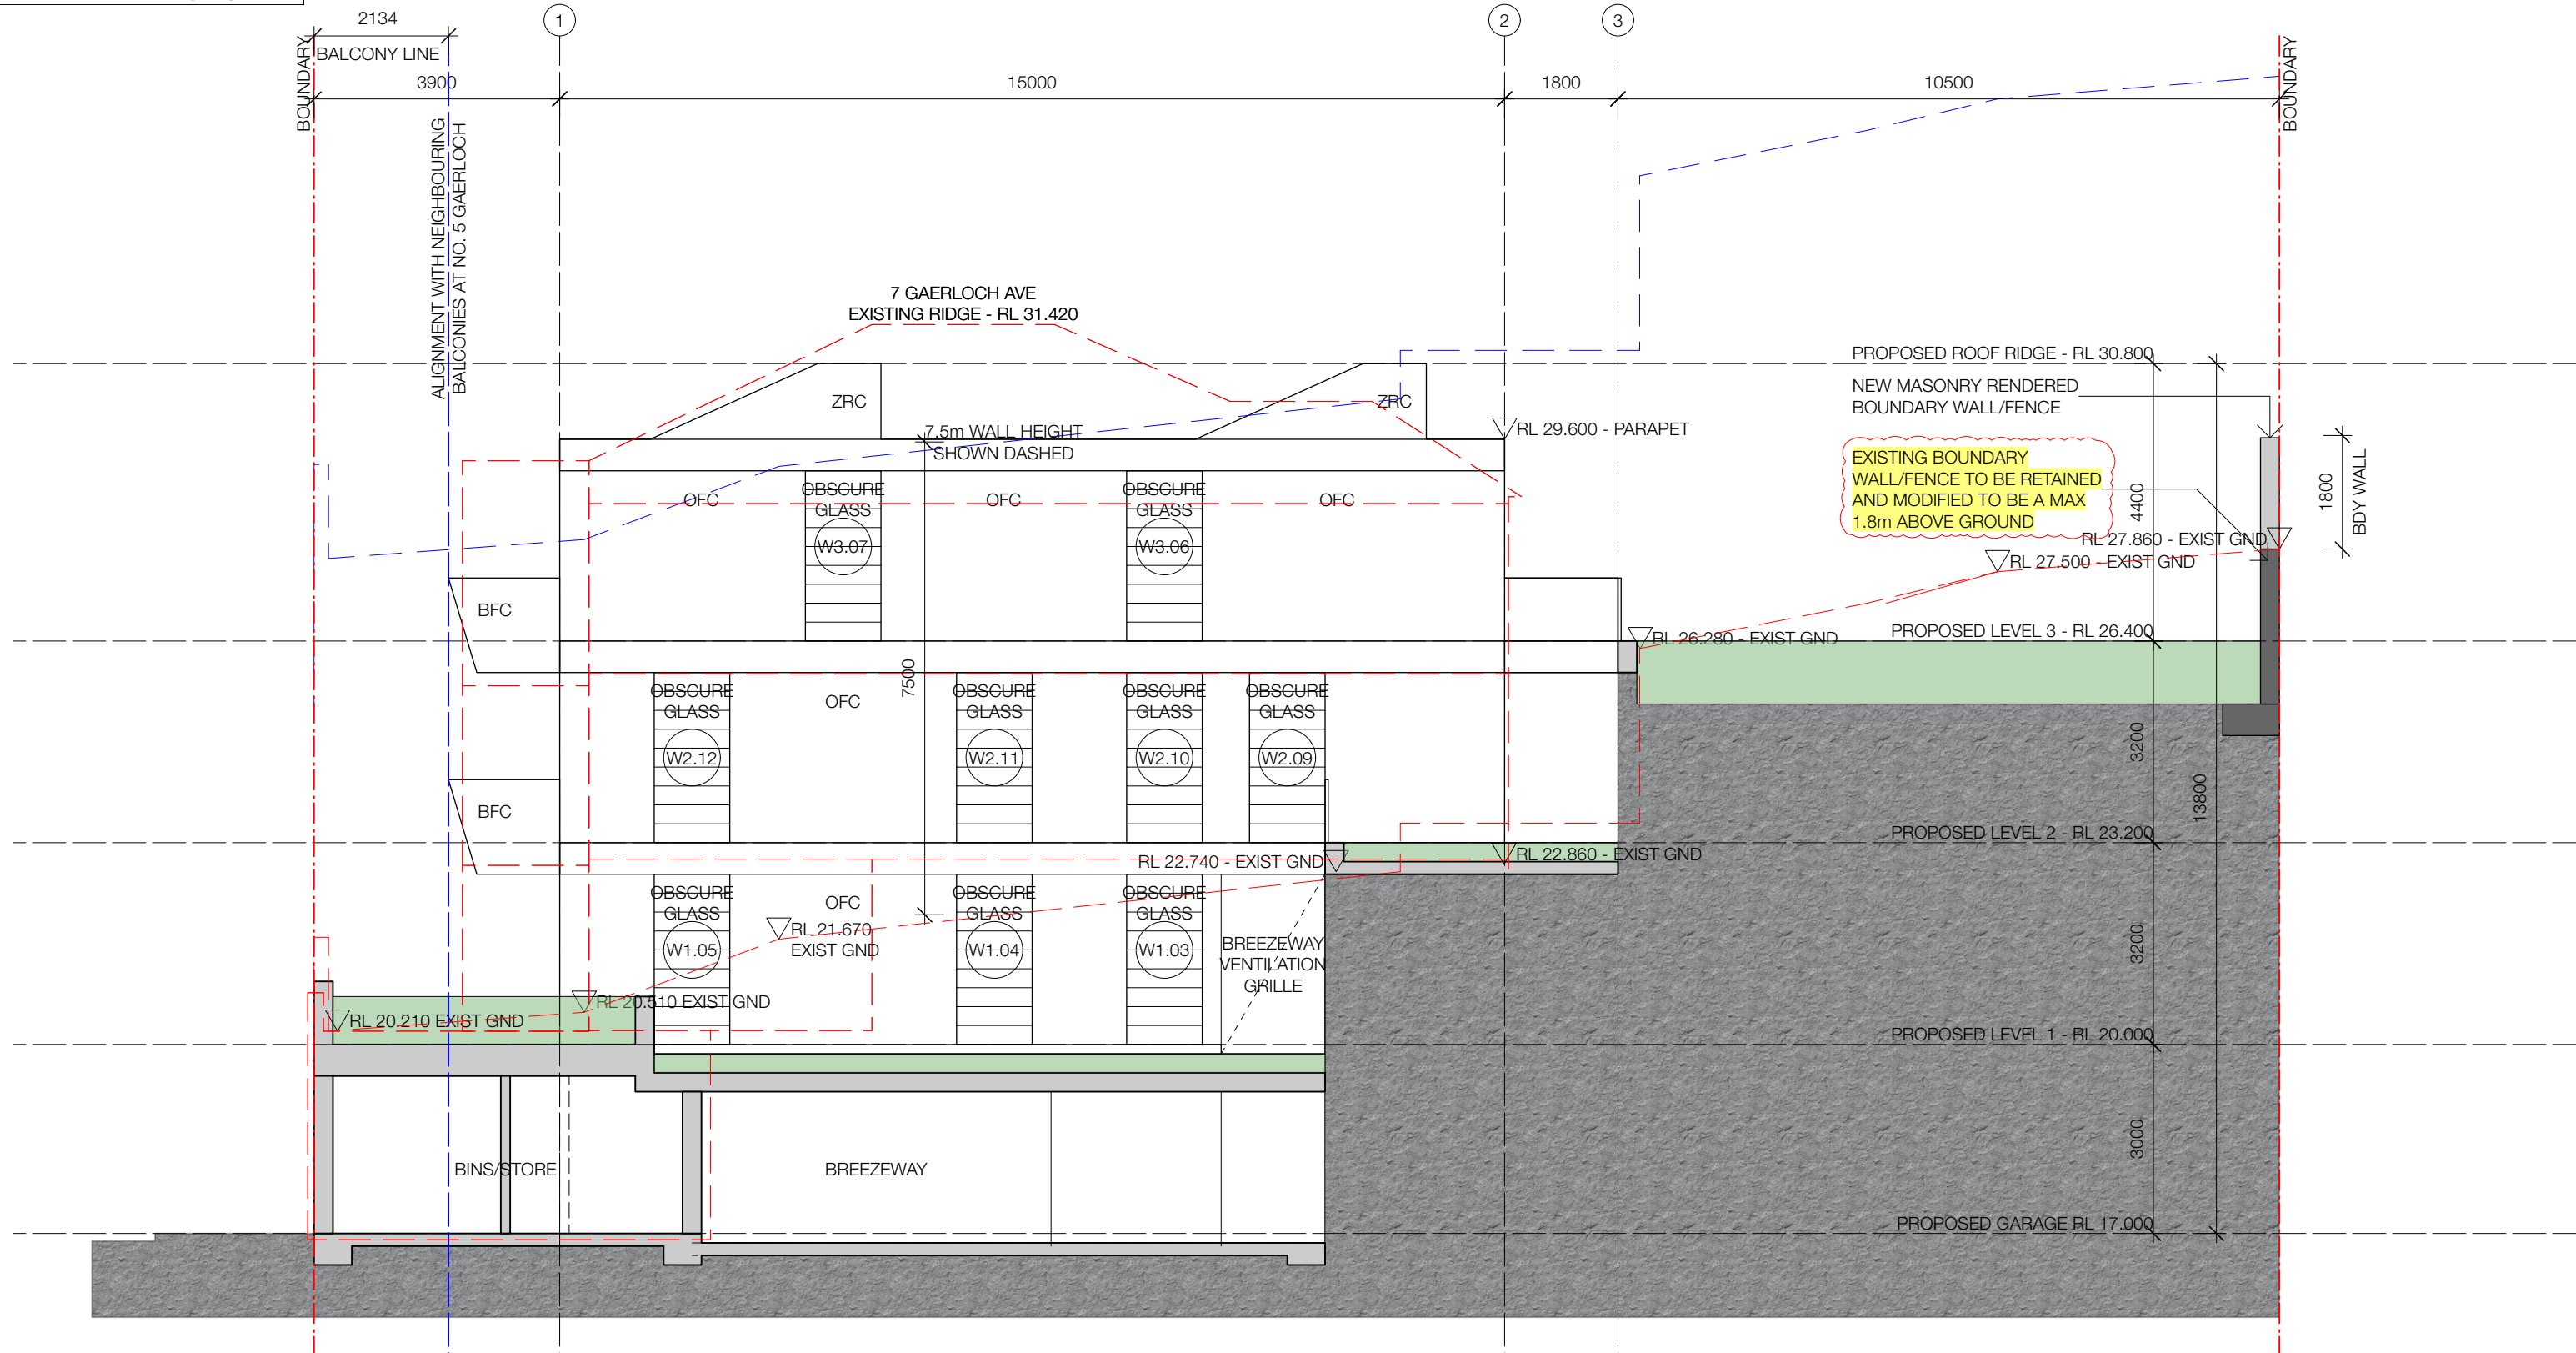 2134
1
2
3
BOUNDARY
BALCONY LINE
BOUNDARY
3900
15000
1800
10500
ALIGNMENT WITH NEIGHBOURING
BALCONIES AT NO. 5 GAERLOCH
7 GAERLOCH AVE
EXISTING RIDGE - RL 31.420
PROPOSED ROOF RIDGE - RL 30.800
NEW MASONRY RENDERED
BOUNDARY WALL/FENCE
ZRC
ZRC
7.5m WALL HEIGHT
SHOWN DASHED
RL 29.600 - PARAPET
EXISTING BOUNDARY
WALL/FENCE TO BE RETAINED
AND MODIFIED TO BE A MAX
1.8m ABOVE GROUND
4400
1800
BDY WALL
OFC
OBSCURE
GLASS
OFC
OBSCURE
GLASS
OFC
W3.07
W3.06
RL 27.860 - EXIST GND
RL 27.500 - EXIST GND
BFC
RL 26.280 - EXIST GND
PROPOSED LEVEL 3 - RL 26.400
7500
OBSCURE
GLASS
OFC
OBSCURE
GLASS
OBSCURE
GLASS
OBSCURE
GLASS
W2.12
W2.11
W2.10
W2.09
3200
13800
BFC
PROPOSED LEVEL 2 - RL 23.200
RL 22.740 - EXIST GND
RL 22.860 - EXIST GND
OBSCURE
GLASS
OFC
OBSCURE
GLASS
OBSCURE
GLASS
RL 21.670
EXIST GND
W1.05
W1.04
W1.03
BREEZEWAY
VENTILATION
GRILLE
3200
RL 20.510 EXIST GND
RL 20.210 EXIST GND
PROPOSED LEVEL 1 - RL 20.000
3000
BINS/STORE
BREEZEWAY
PROPOSED GARAGE RL 17.000